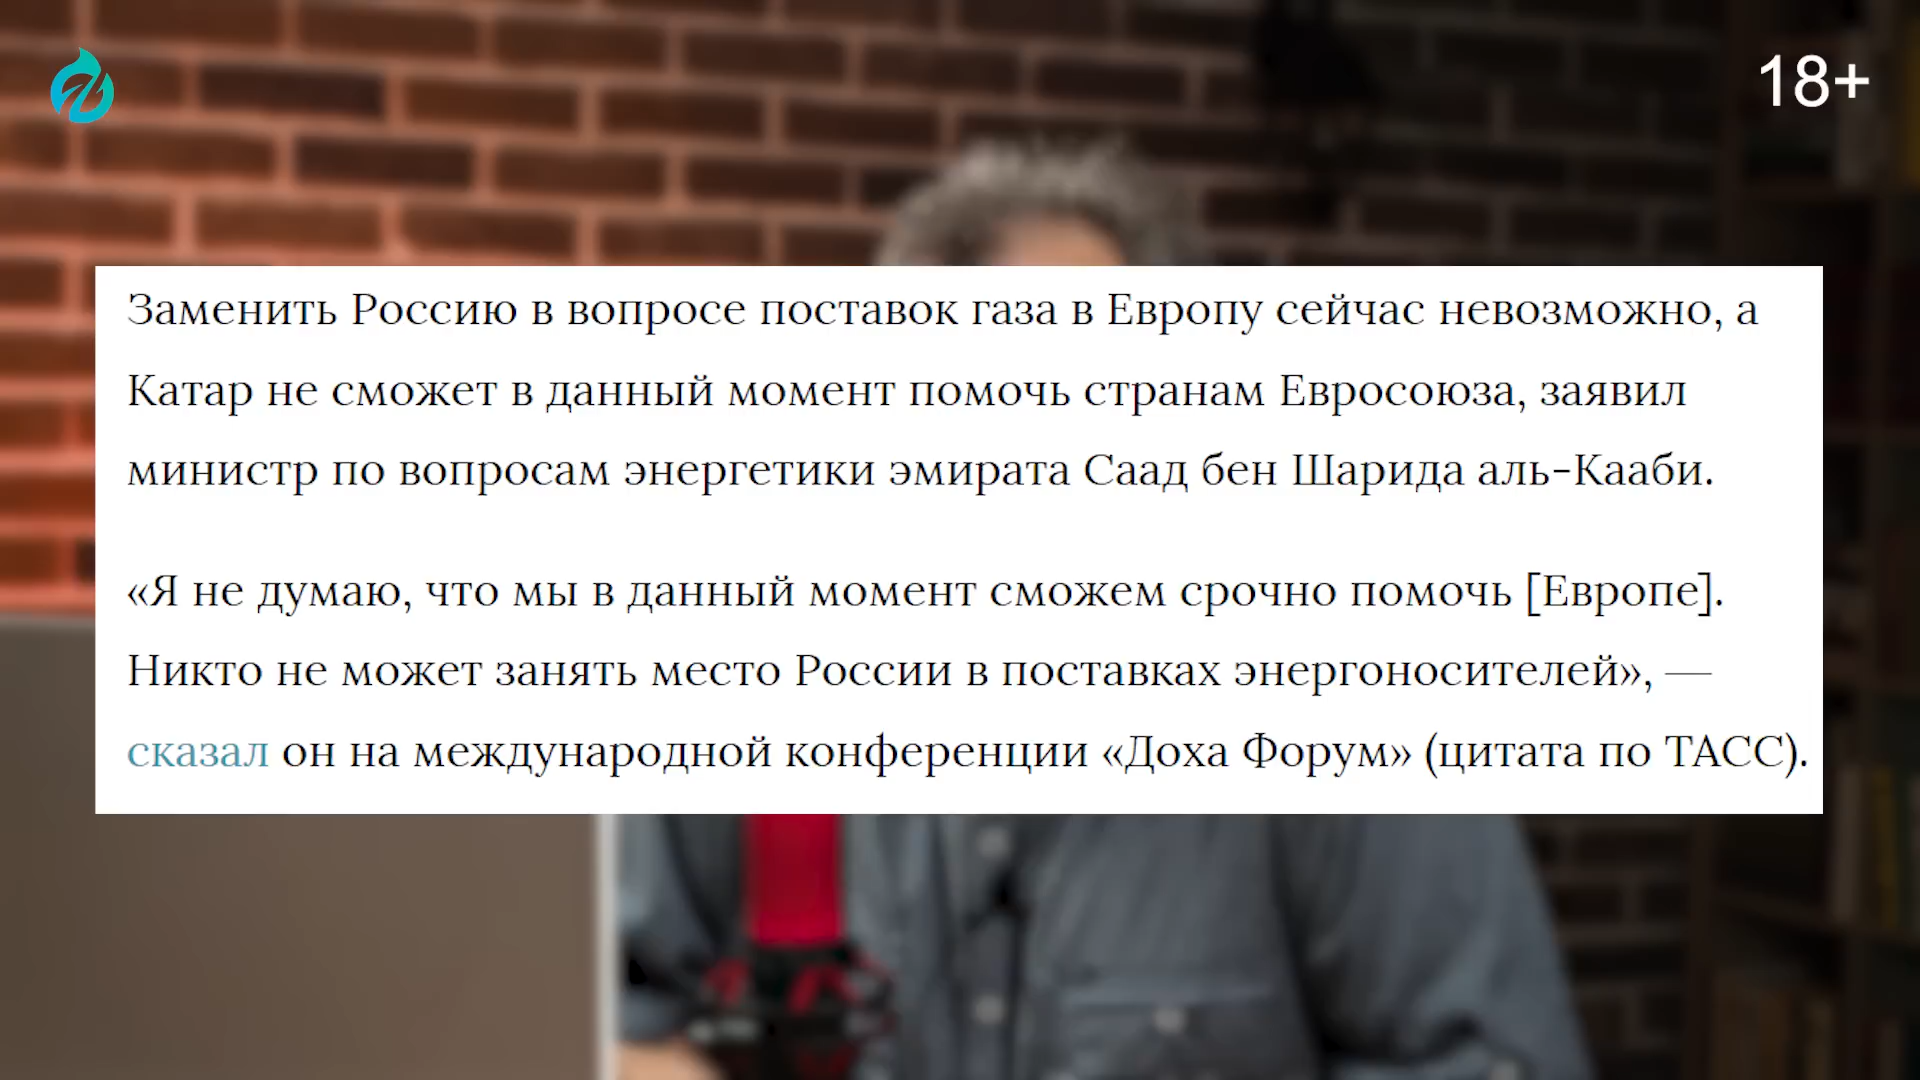 18+
Заменить Россию в вопросе поставок газа в Европу сейчас невозможно, а
Катар не сможет в данный момент помочь странам Евросоюза, заявил
министр по вопросам энергетики эмирата Саад бен Шарида аль-Кааби.
«Я не думаю, что мы в данный момент сможем срочно помочь [Европе].
Никто не может занять место России в поставках энергоносителей», —
сказал он на международной конференции «Доха Форум» (цитата по ТАСС).